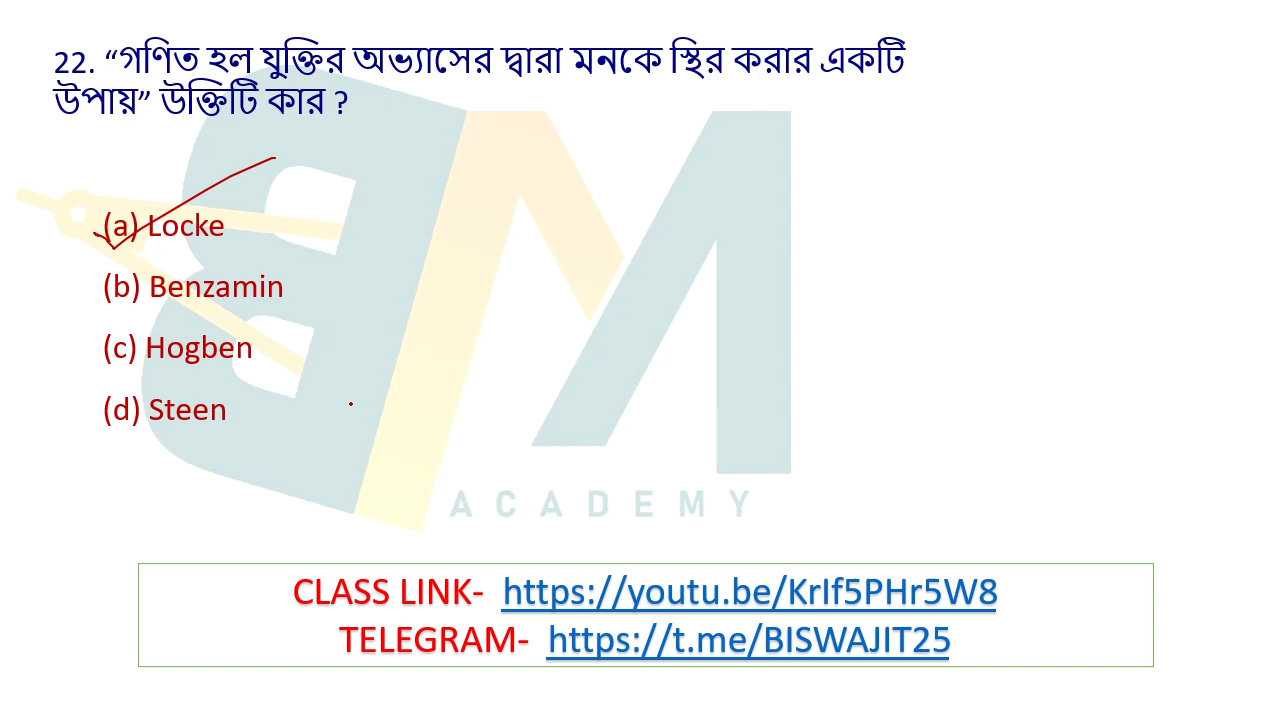 22. “গণিত হল যুক্তির অভ্যাসের দ্বারা মনকে স্থির করার একটি
উপায়” উক্তিটি কার ?
(a) Locke
(b) Benzamin
(c) Hogben
(d) Steen
ACADEMY
CLASS LINK- https://youtu.be/KrIf5PHr5W8
TELEGRAM- https://t.me/BISWAJIT25